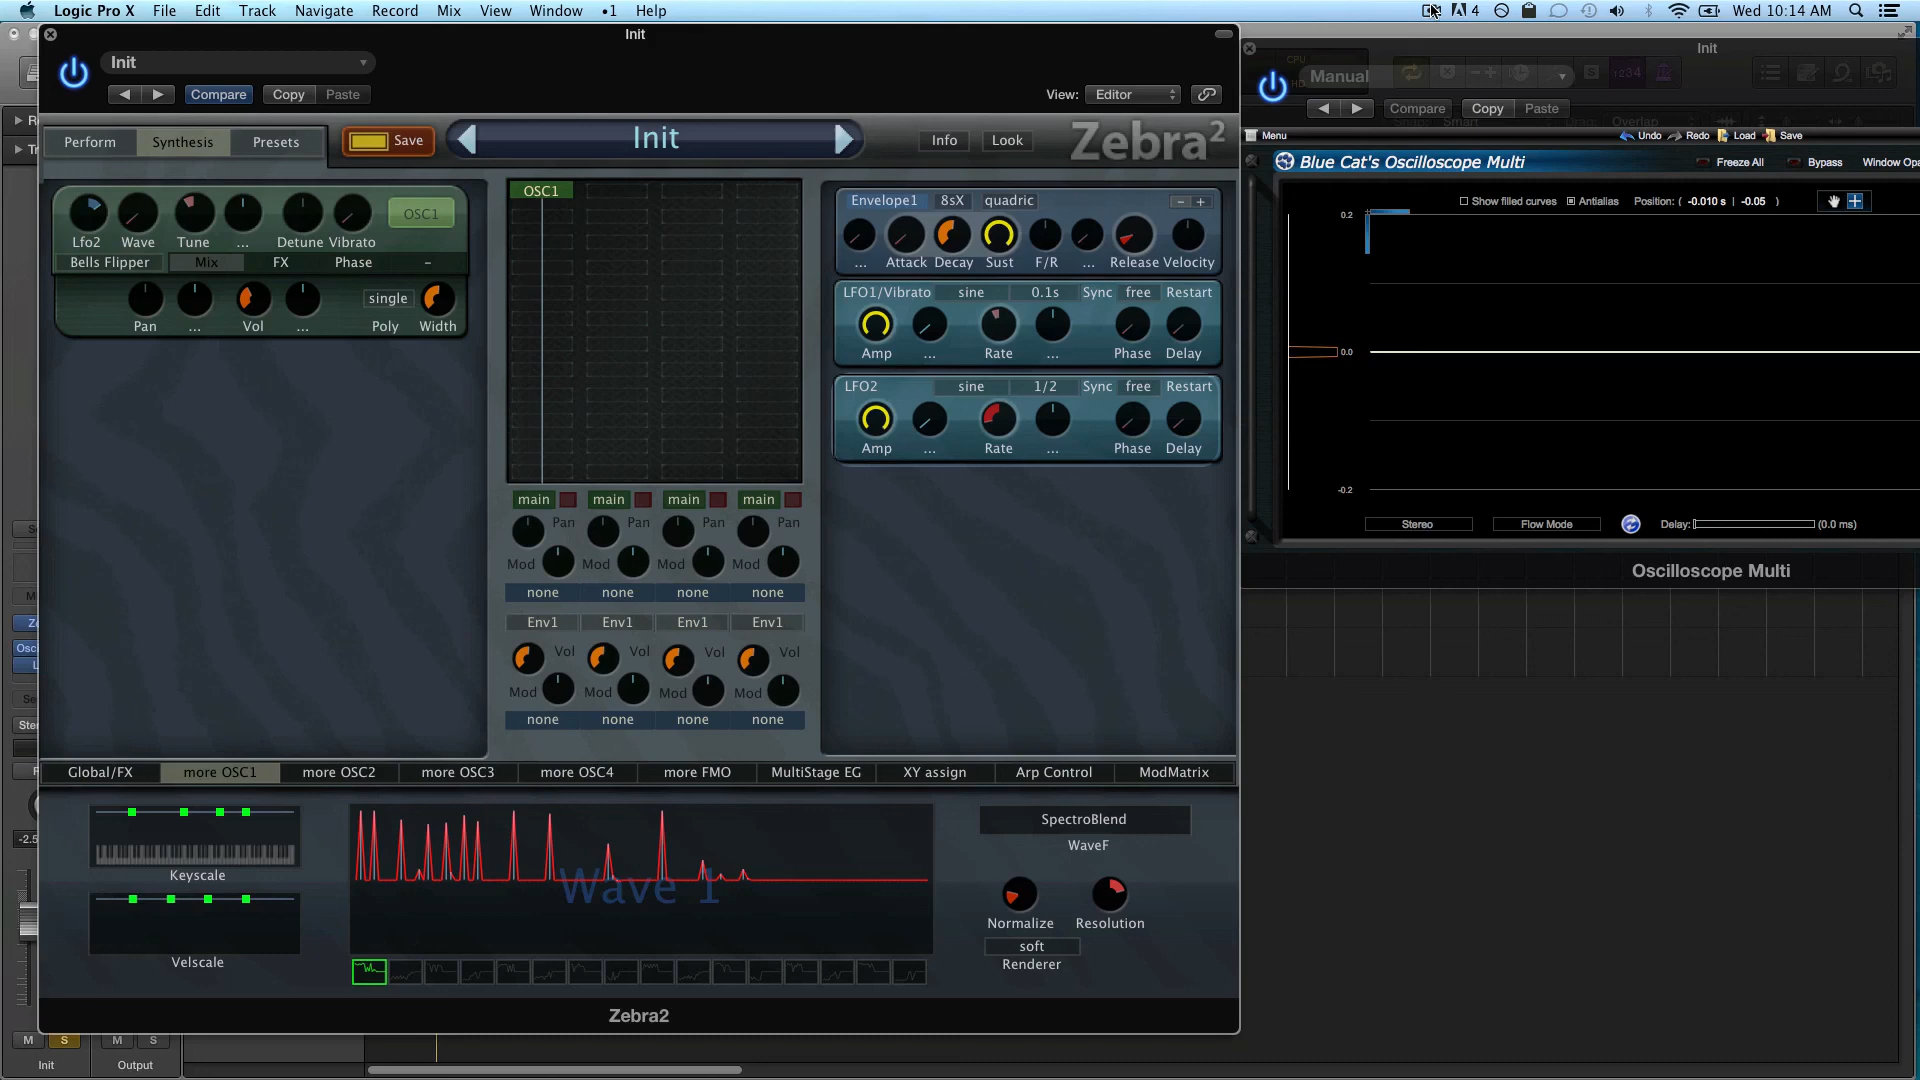 Logic Pro X File Edit Track Navigate Record Mix View Window •1 Help
4 Wed 10:14 AM
Init
Init
Compare Copy Paste
View: Editor
Perform Synthesis Presets
Save
Init
Info Look
Zebra2
Lfo2 Wave Tune ... Detune Vibrato
OSC1
Bells Flipper Mix FX Phase –
Pan ... Vol ... Poly Width
single
OSC1
main main main main
Pan Pan Pan Pan
Mod Mod Mod Mod
none none none none
Env1 Env1 Env1 Env1
Vol Vol Vol Vol
Mod Mod Mod Mod
none none none none
Envelope1 8sX quadric – +
... Attack Decay Sust F/R ... Release Velocity
LFO1/Vibrato sine 0.1s Sync free Restart
Amp ... Rate ... Phase Delay
LFO2 sine 1/2 Sync free Restart
Amp ... Rate ... Phase Delay
Global/FX more OSC1 more OSC2 more OSC3 more OSC4 more FMO MultiStage EG XY assign Arp Control ModMatrix
Keyscale
Velscale
Wave 1
SpectroBlend
WaveF
Normalize Resolution
soft
Renderer
Zebra2
Init
CPU
HD
Manual
1234
Compare Copy Paste
Menu Undo Redo Load Save
Blue Cat's Oscilloscope Multi
Freeze All Bypass Window Opa
Show filled curves Antialias Position: ( -0.010 s | -0.05 )
0.2
0.0
-0.2
Stereo Flow Mode Delay: (0.0 ms)
Oscilloscope Multi
-2.5
M S M S
Init Output